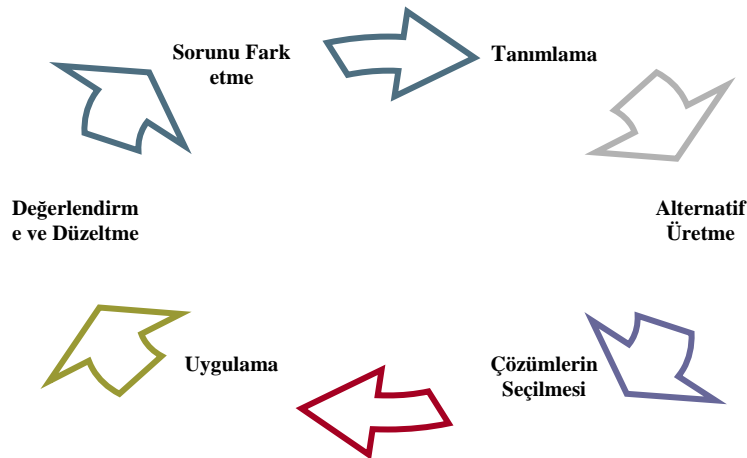 Sorunu Fark
etme
Tanımlama
Alternatif
Üretme
Çözümlerin
Seçilmesi
Uygulama
Değerlendirm
e ve Düzeltme